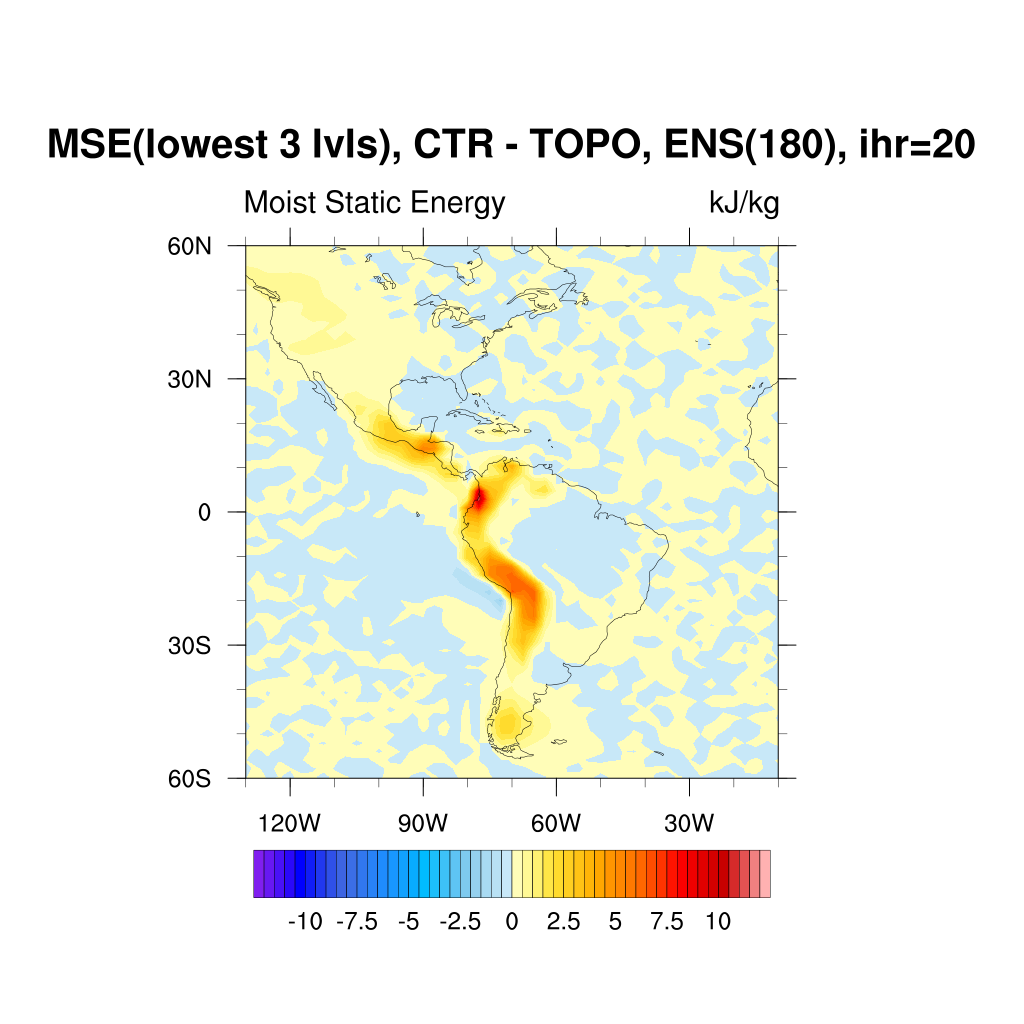 MSE(lowest 3 lvls), CTR - TOPO, ENS(180), ihr=20
Moist Static Energy kJ/kg
60N
30N
0
30S
60S
120W 90W 60W 30W
-10 -7.5 -5 -2.5 0 2.5 5 7.5 10